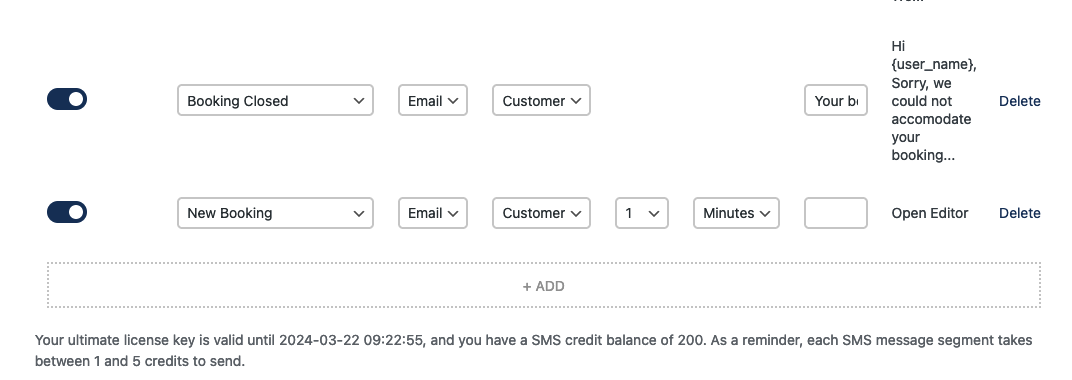 Hi
{user_name},
Sorry, we
could not
accomodate
your
booking...
Booking Closed
Email
Customer
Your b
Delete
New Booking
Email
Customer
1
Minutes
Open Editor
Delete
+ ADD
Your ultimate license key is valid until 2024-03-22 09:22:55, and you have a SMS credit balance of 200. As a reminder, each SMS message segment takes
between 1 and 5 credits to send.